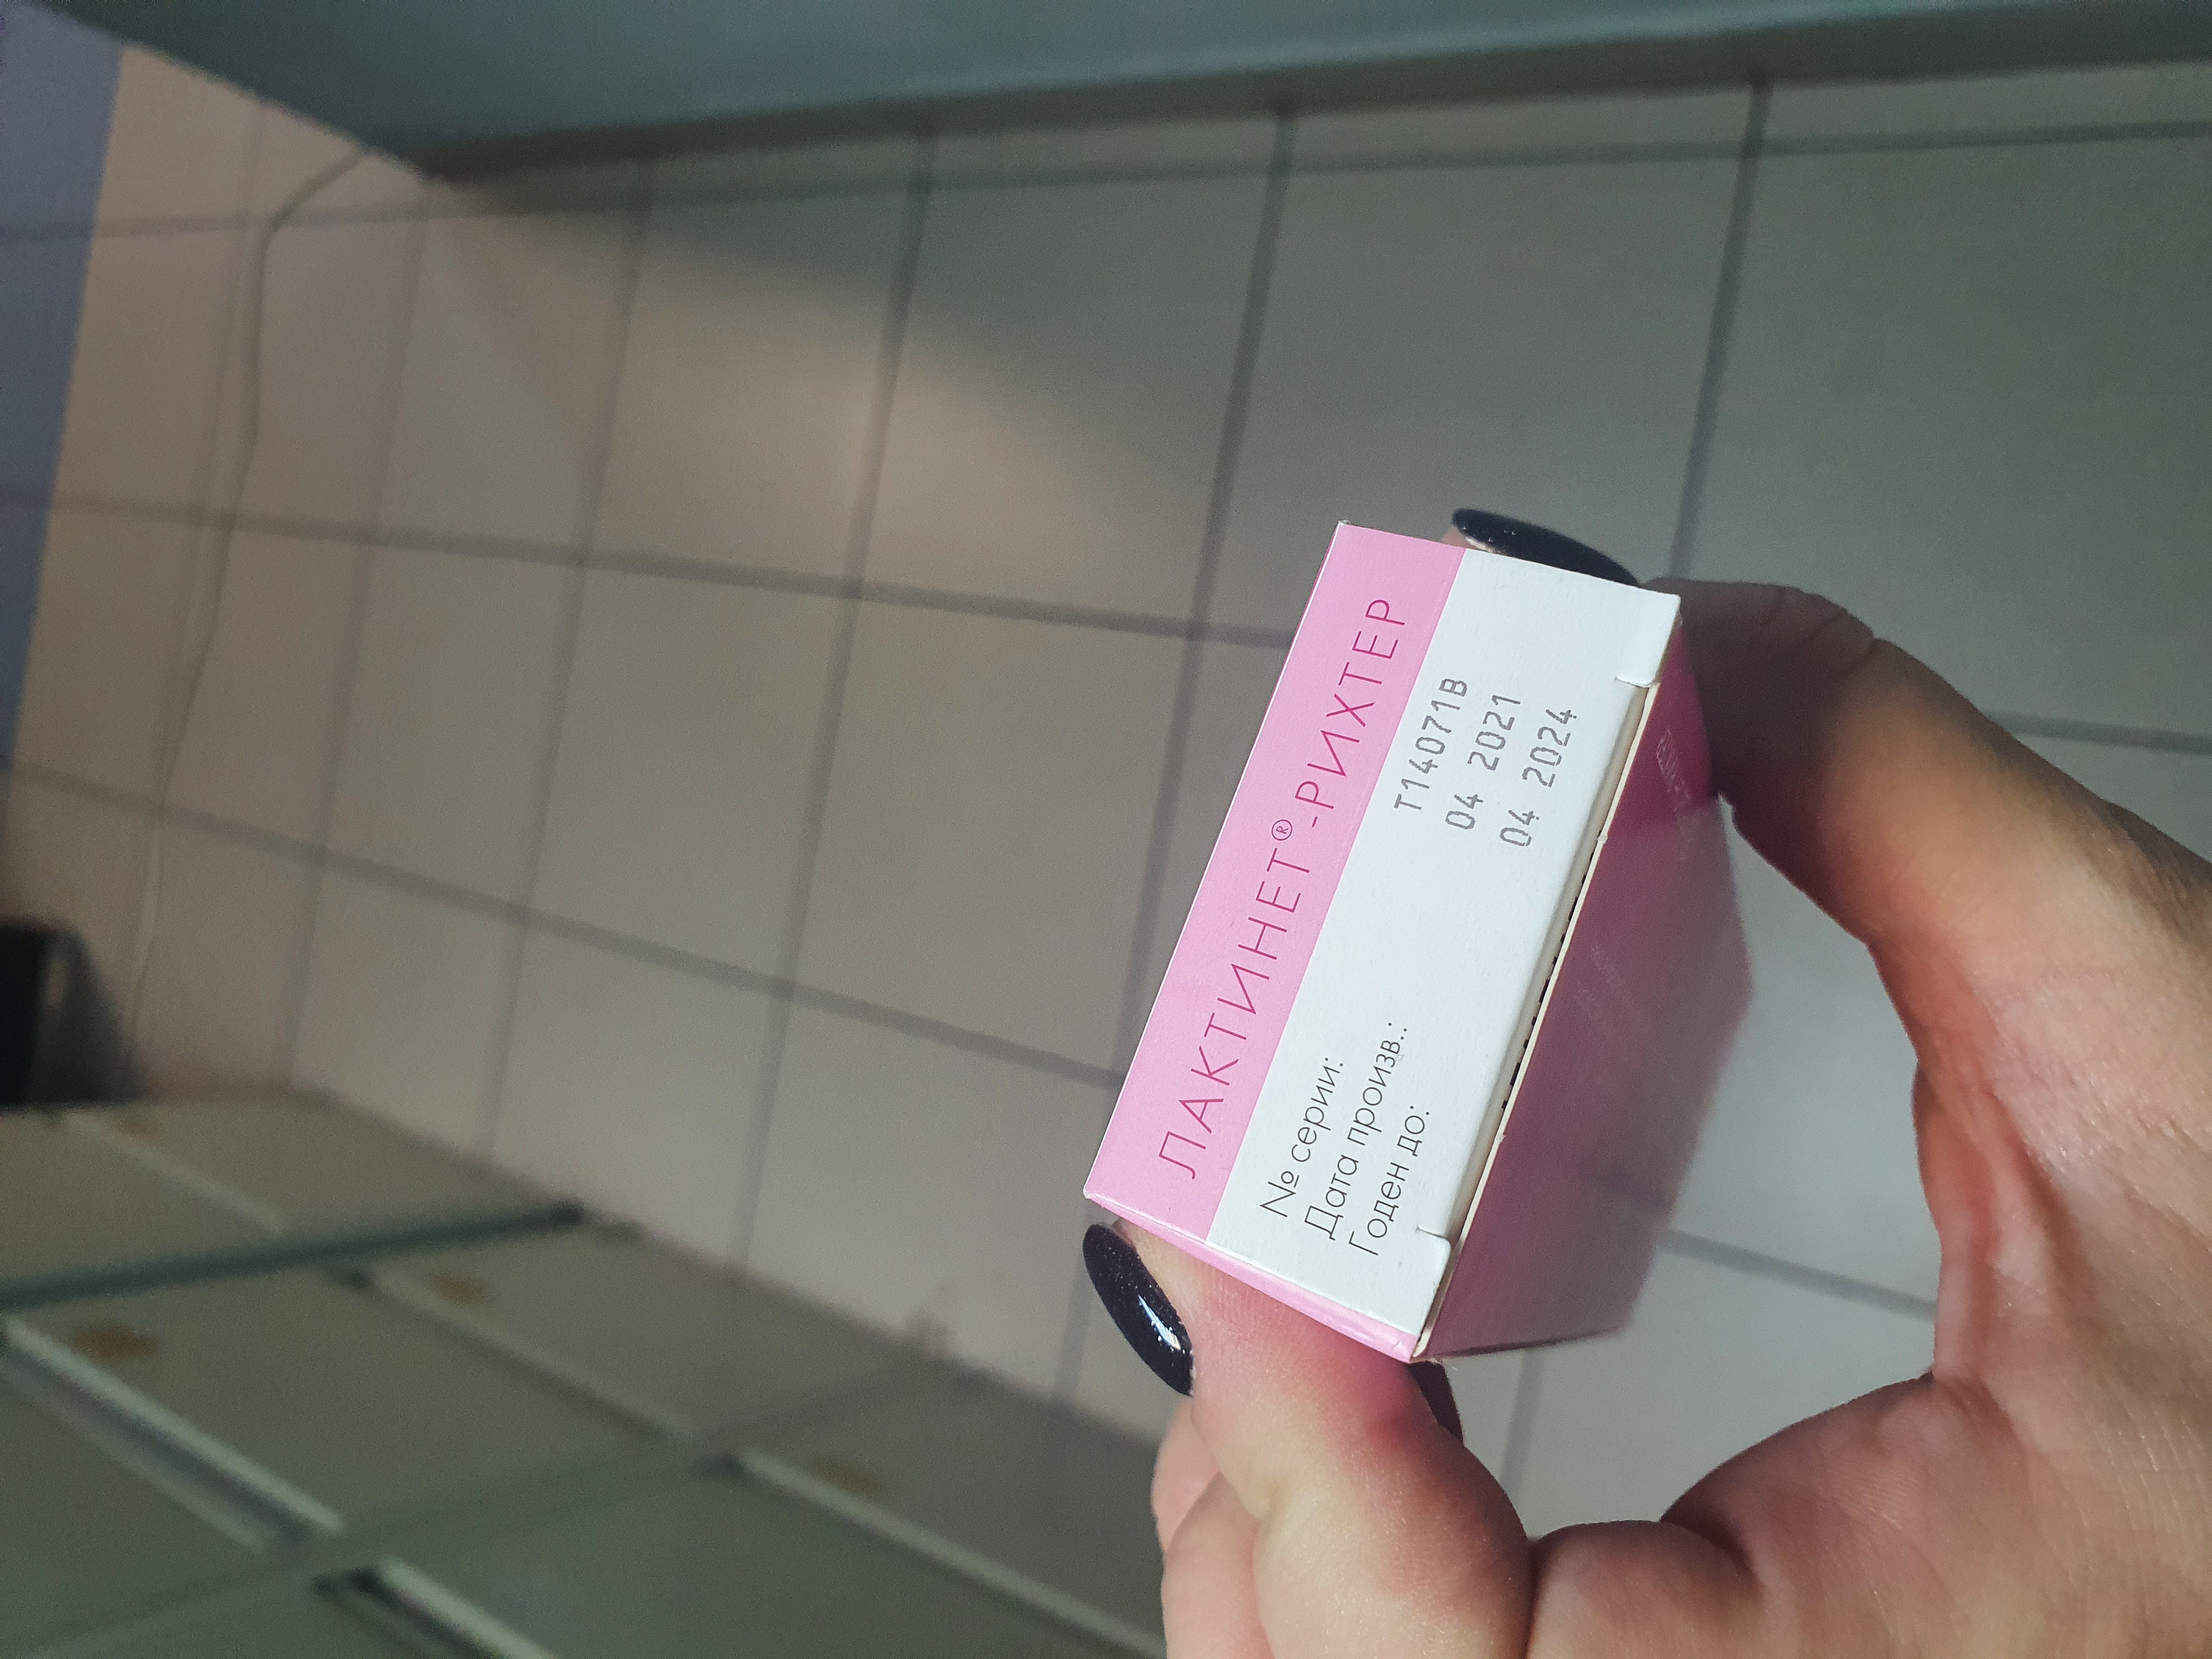 ЛАКТИНЕТ®-РИХТЕР
№ серии: T14071B
Дата произв.: 04 2021
Годен до: 04 2024